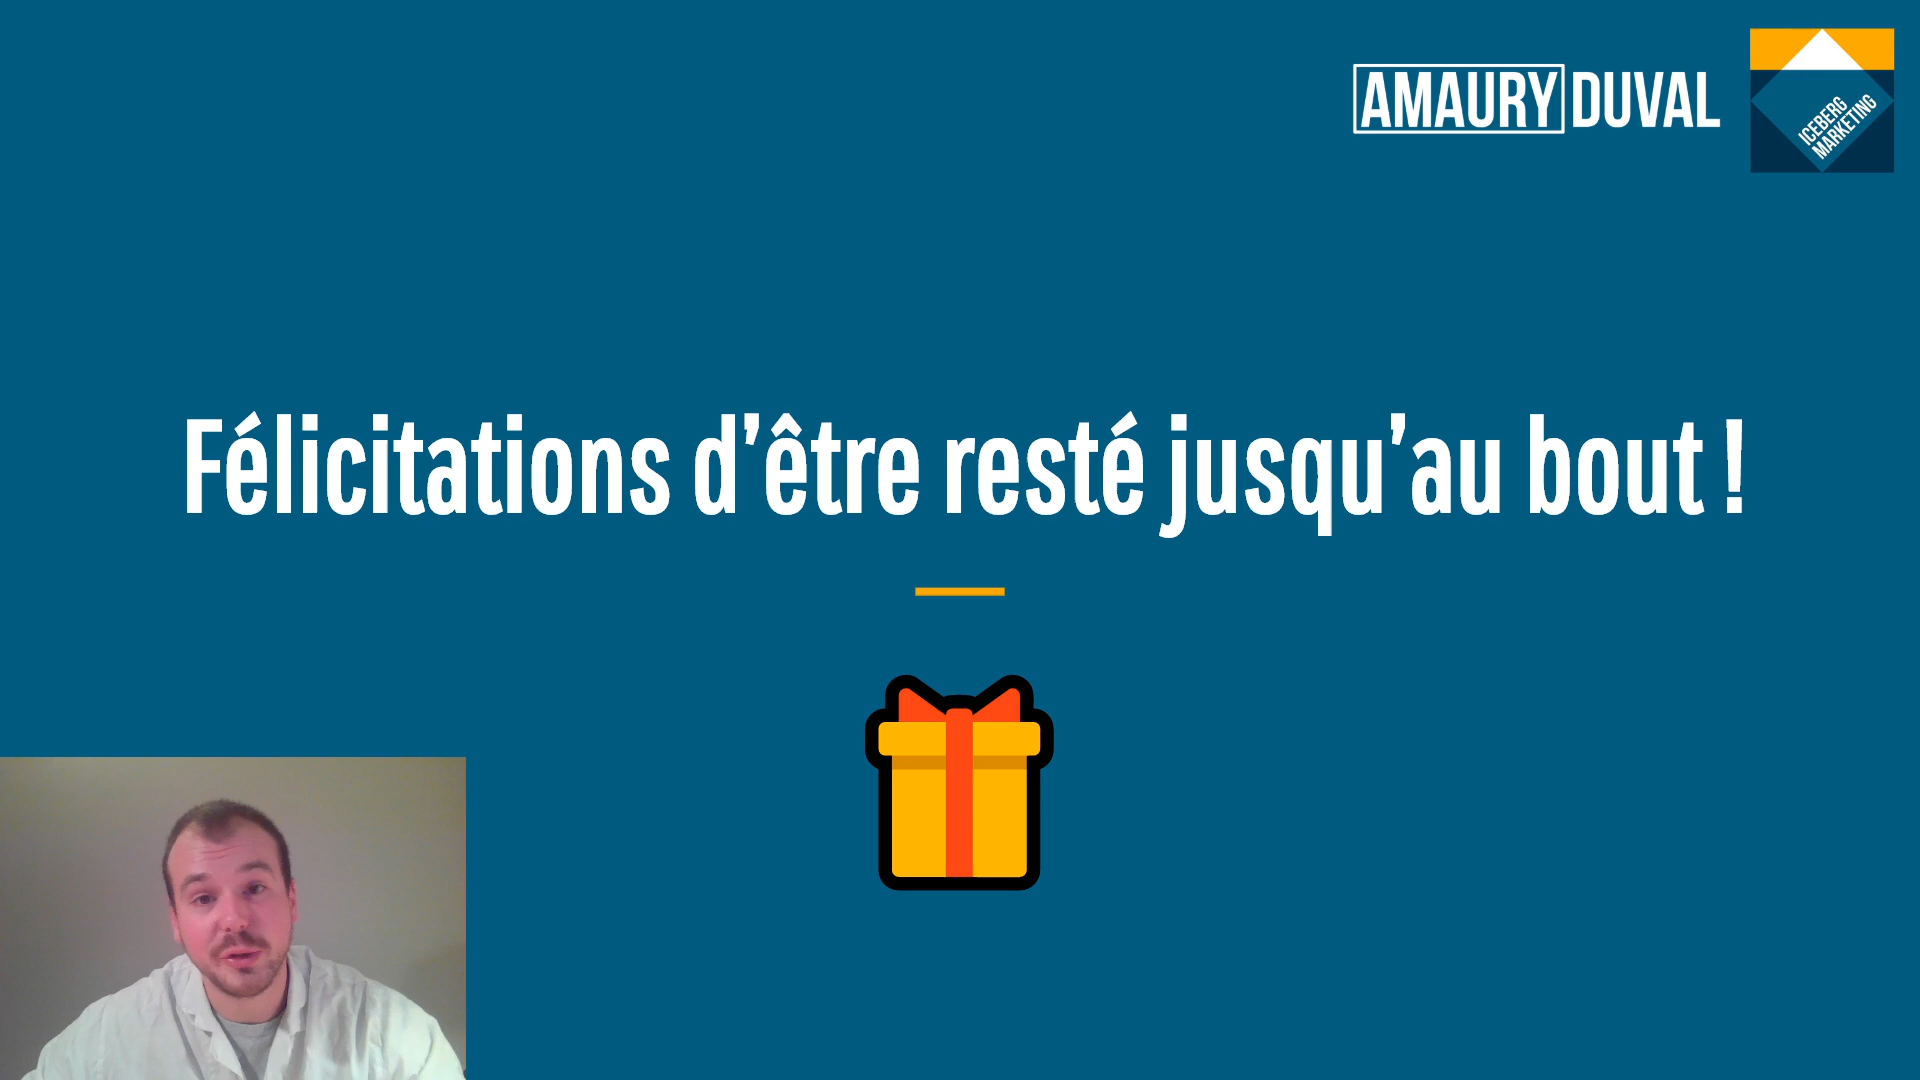 AMAURY DUVAL
ICEBERG
MARKETING
Félicitations d’être resté jusqu’au bout !